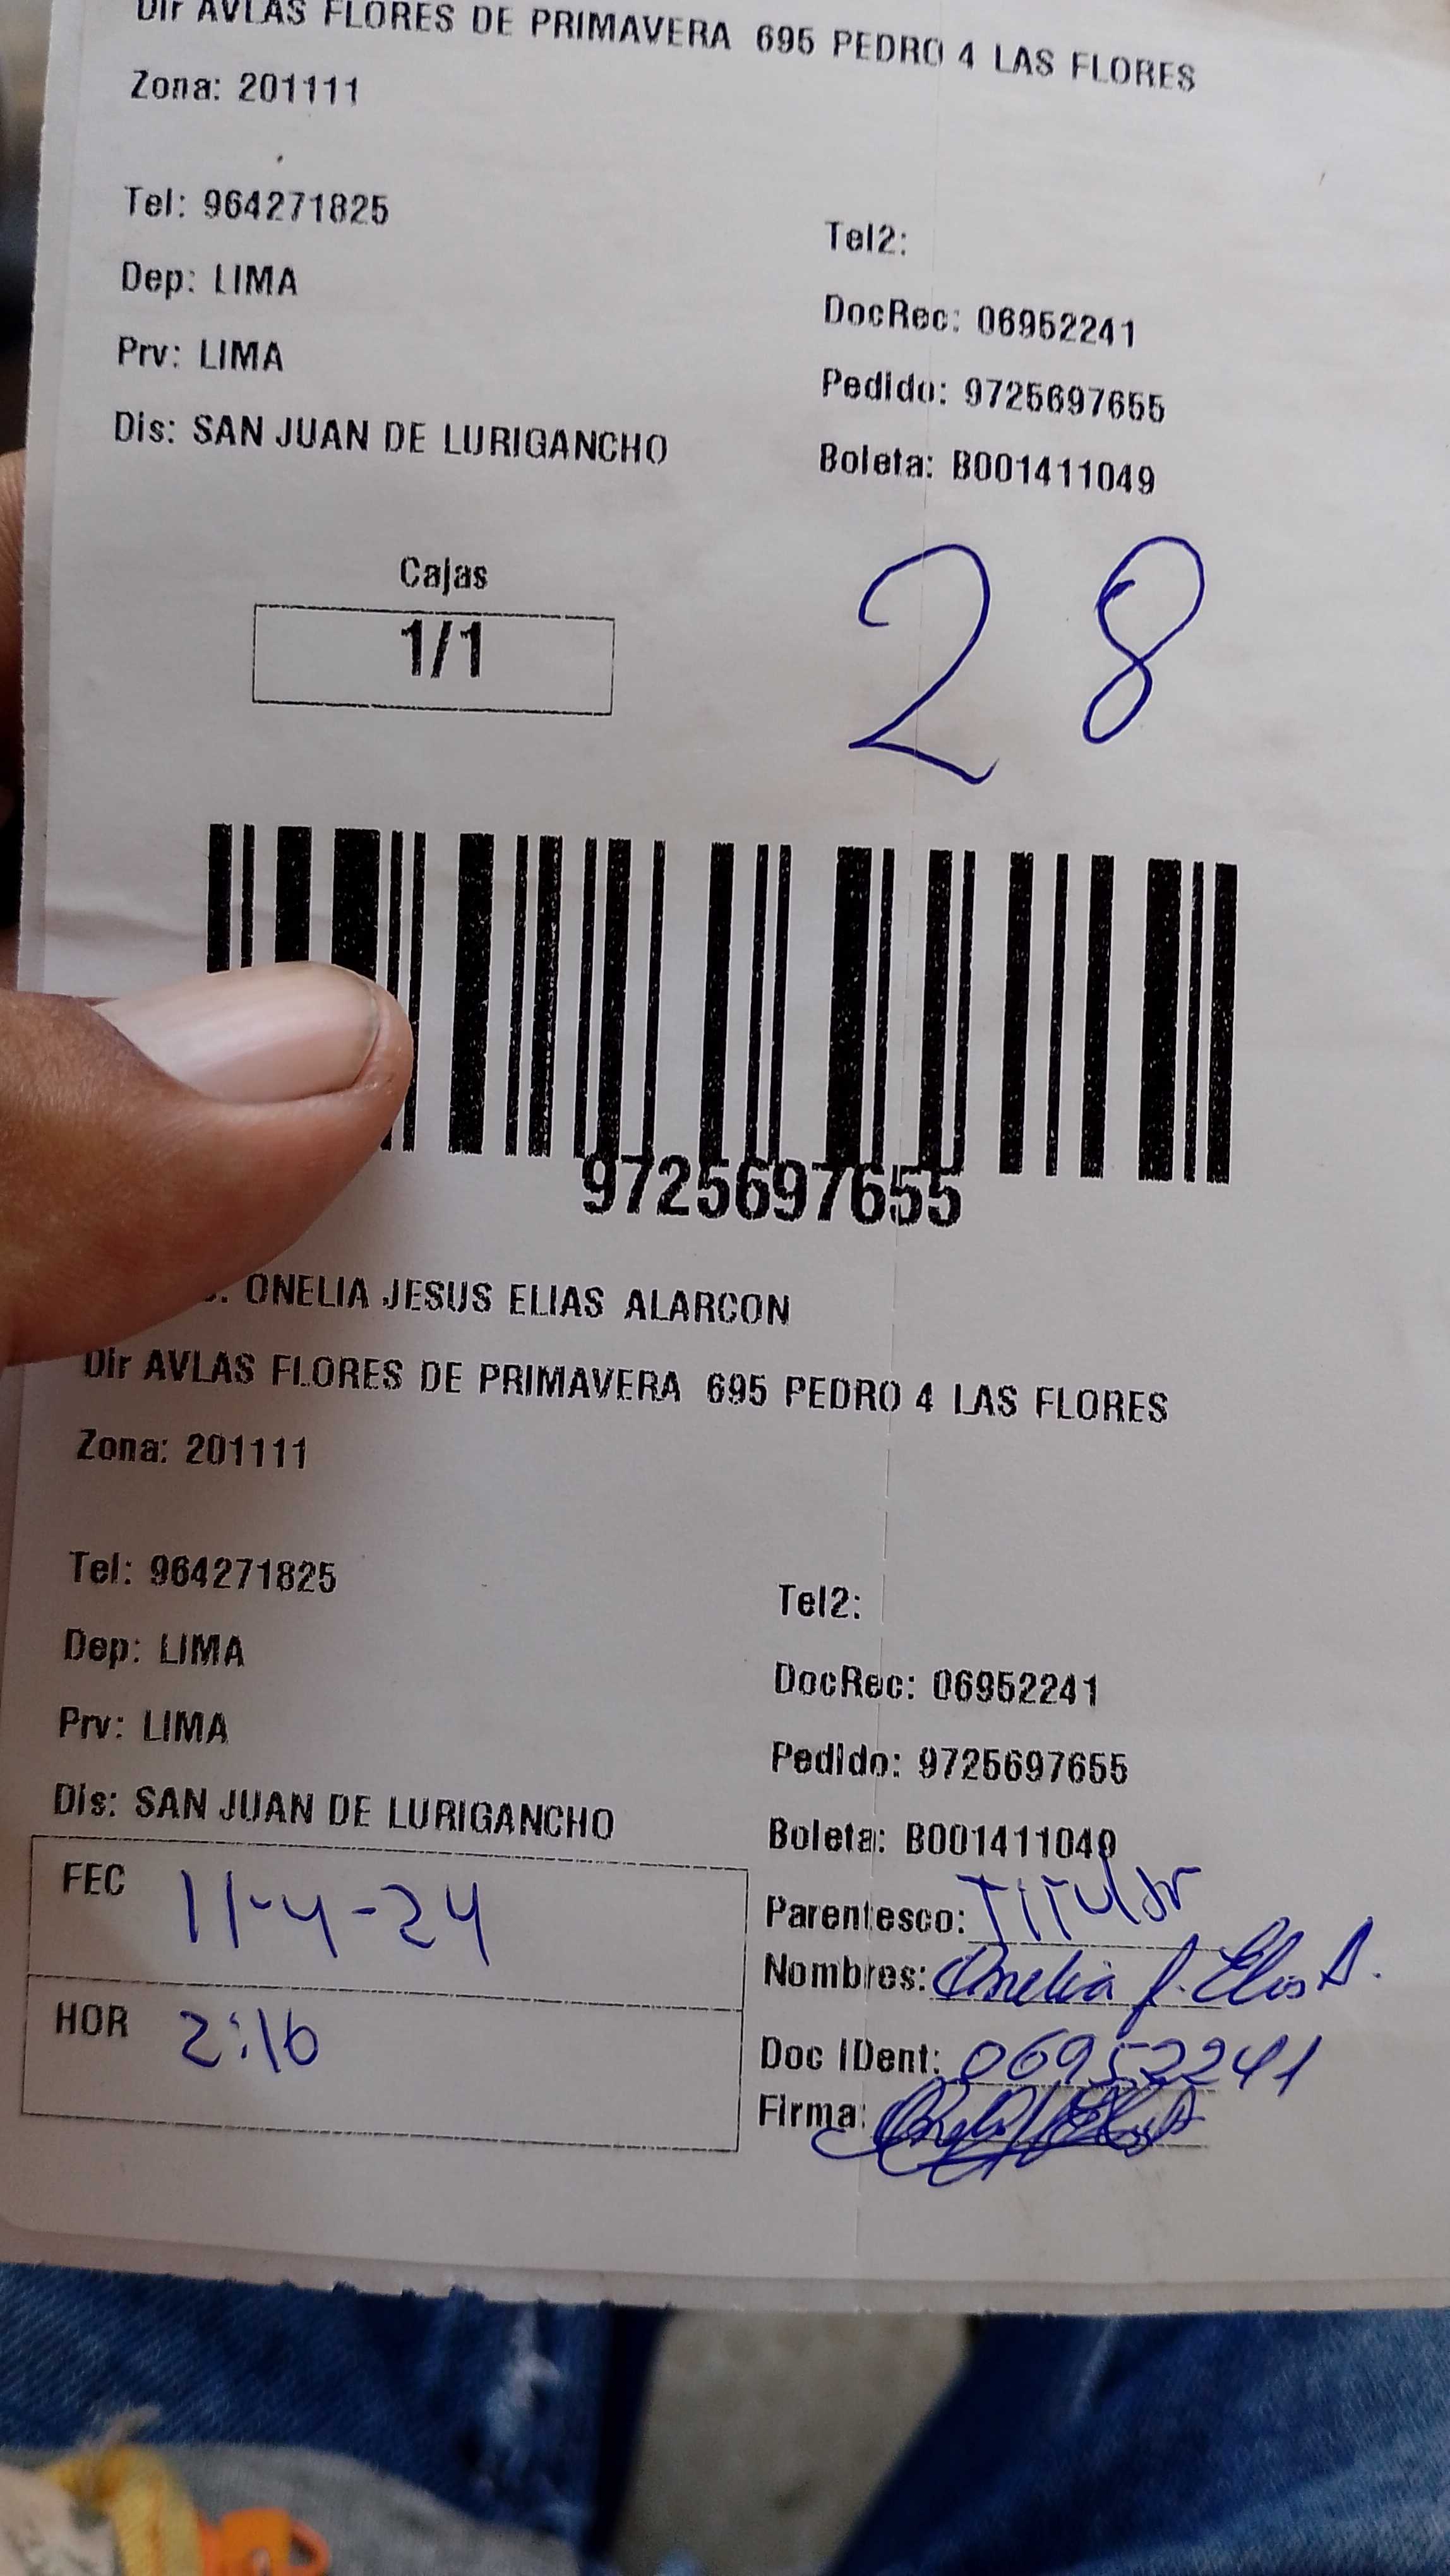 Dir AVLAS FLORES DE PRIMAVERA 695 PEDRO 4 LAS FLORES
Zona: 201111
Tel: 964271825
Tel2:
Dep: LIMA
DocRec: 06952241
Prv: LIMA
Pedido: 9725697655
Dis: SAN JUAN DE LURIGANCHO
Boleta: B001411049
Cajas
1/1
28
9725697655
ONELIA JESUS ELIAS ALARCON
Dir AVLAS FLORES DE PRIMAVERA 695 PEDRO 4 LAS FLORES
Zona: 201111
Tel: 964271825
Tel2:
Dep: LIMA
DocRec: 06952241
Prv: LIMA
Pedido: 9725697655
Dis: SAN JUAN DE LURIGANCHO
Boleta: B001411049
FEC 11-4-24
Parentesco: Titular
Nombres: Onelia J. Elias A.
HOR 2:16
Doc IDent: 06952241
Firma: